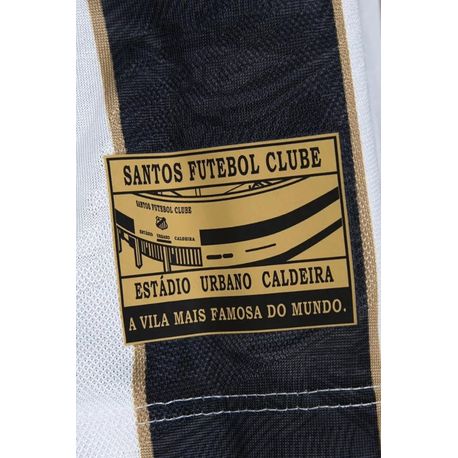 SANTOS FUTEBOL CLUBE
SANTOS FUTEBOL CLUBE
ESTÁDIO URBANO CALDEIRA
ESTÁDIO URBANO CALDEIRA
A VILA MAIS FAMOSA DO MUNDO.